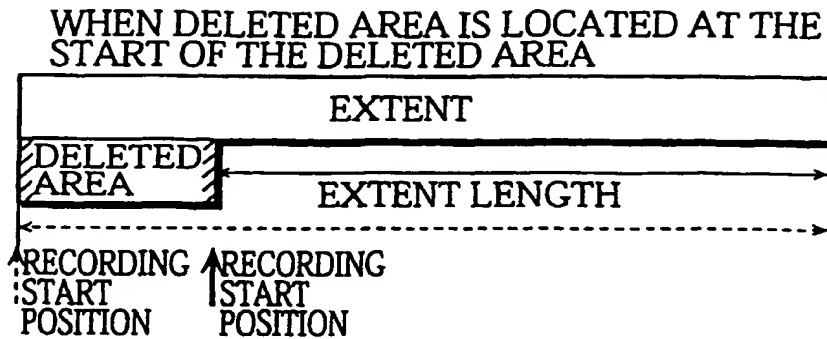 WHEN DELETED AREA IS LOCATED AT THE
START OF THE DELETED AREA
EXTENT
DELETED
AREA
EXTENT LENGTH
RECORDING
START
POSITION
RECORDING
START
POSITION